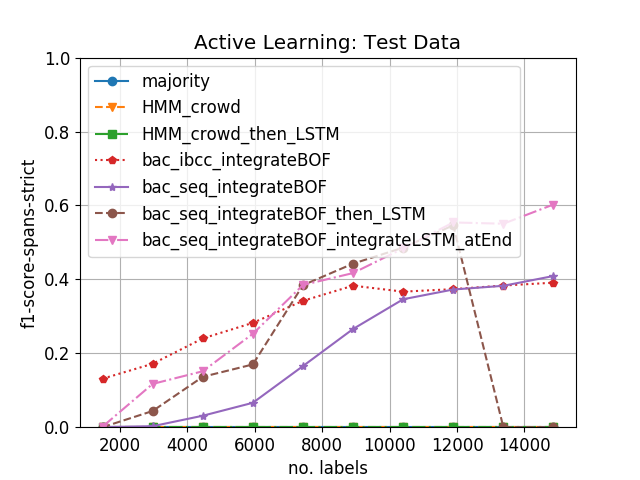 Active Learning: Test Data
1.0
0.8
0.6
0.4
0.2
0.0
f1-score-spans-strict
majority
HMM_crowd
HMM_crowd_then_LSTM
bac_ibcc_integrateBOF
bac_seq_integrateBOF
bac_seq_integrateBOF_then_LSTM
bac_seq_integrateBOF_integrateLSTM_atEnd
2000 4000 6000 8000 10000 12000 14000
no. labels